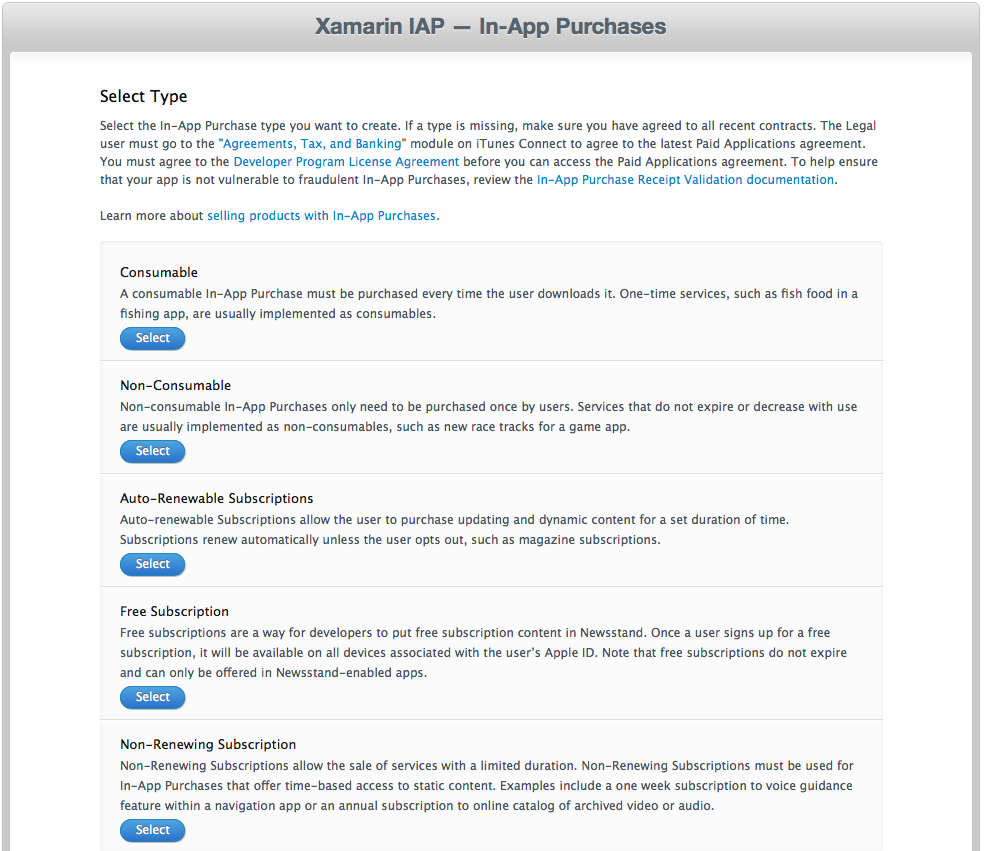 Xamarin IAP — In-App Purchases
Select Type
Select the In-App Purchase type you want to create. If a type is missing, make sure you have agreed to all recent contracts. The Legal
user must go to the "Agreements, Tax, and Banking" module on iTunes Connect to agree to the latest Paid Applications agreement.
You must agree to the Developer Program License Agreement before you can access the Paid Applications agreement. To help ensure
that your app is not vulnerable to fraudulent In-App Purchases, review the In-App Purchase Receipt Validation documentation.
Learn more about selling products with In-App Purchases.
Consumable
A consumable In-App Purchase must be purchased every time the user downloads it. One-time services, such as fish food in a
fishing app, are usually implemented as consumables.
Select
Non-Consumable
Non-consumable In-App Purchases only need to be purchased once by users. Services that do not expire or decrease with use
are usually implemented as non-consumables, such as new race tracks for a game app.
Select
Auto-Renewable Subscriptions
Auto-renewable Subscriptions allow the user to purchase updating and dynamic content for a set duration of time.
Subscriptions renew automatically unless the user opts out, such as magazine subscriptions.
Select
Free Subscription
Free subscriptions are a way for developers to put free subscription content in Newsstand. Once a user signs up for a free
subscription, it will be available on all devices associated with the user's Apple ID. Note that free subscriptions do not expire
and can only be offered in Newsstand-enabled apps.
Select
Non-Renewing Subscription
Non-Renewing Subscriptions allow the sale of services with a limited duration. Non-Renewing Subscriptions must be used for
In-App Purchases that offer time-based access to static content. Examples include a one week subscription to voice guidance
feature within a navigation app or an annual subscription to online catalog of archived video or audio.
Select